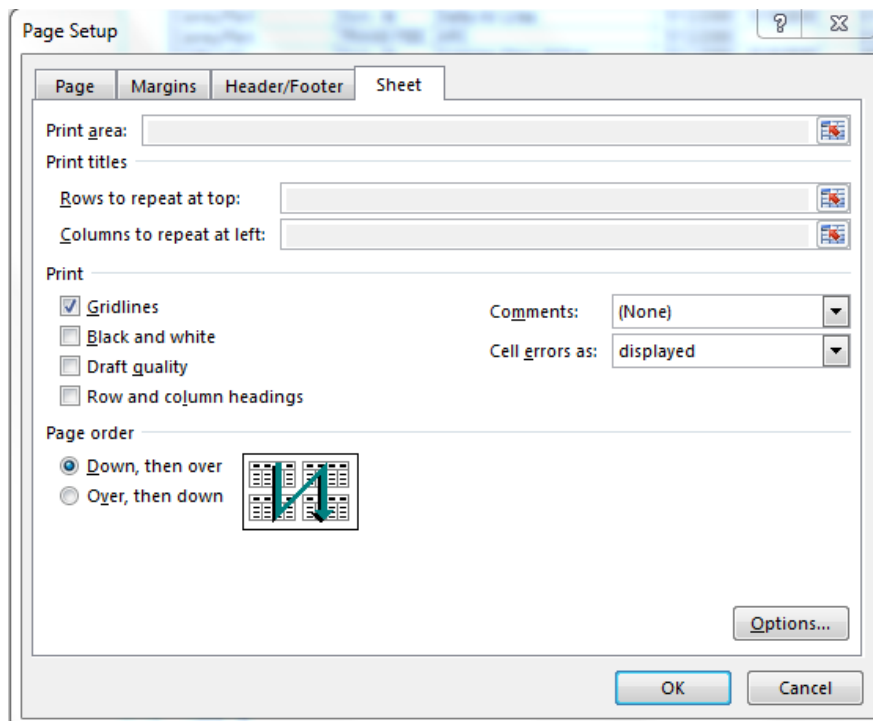 Page Setup
?
Page Margins Header/Footer Sheet
Print area:
Print titles
Rows to repeat at top:
Columns to repeat at left:
Print
Gridlines
Black and white
Draft quality
Row and column headings
Comments: (None)
Cell errors as: displayed
Page order
Down, then over
Over, then down
Options...
OK Cancel